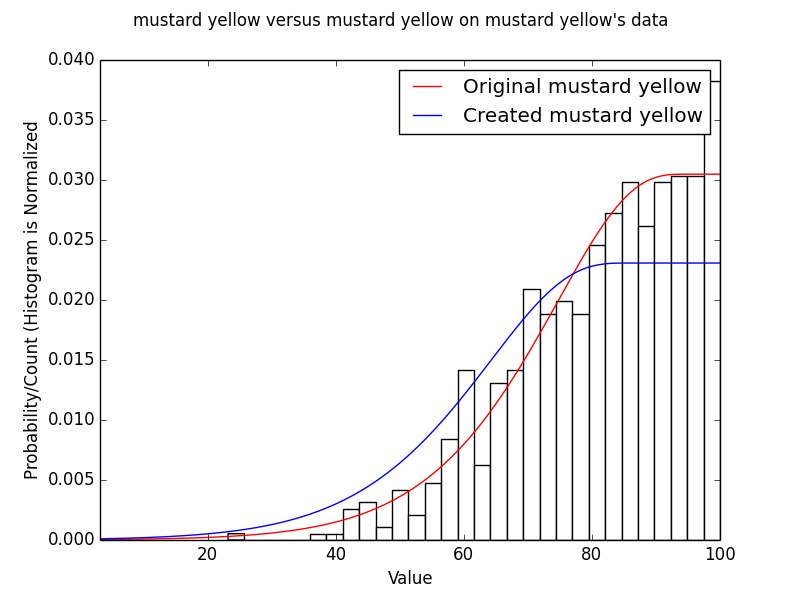 mustard yellow versus mustard yellow on mustard yellow's data
0.040
0.035
0.030
0.025
0.020
0.015
0.010
0.005
0.000
Probability/Count (Histogram is Normalized
Original mustard yellow
Created mustard yellow
20
40
60
80
100
Value